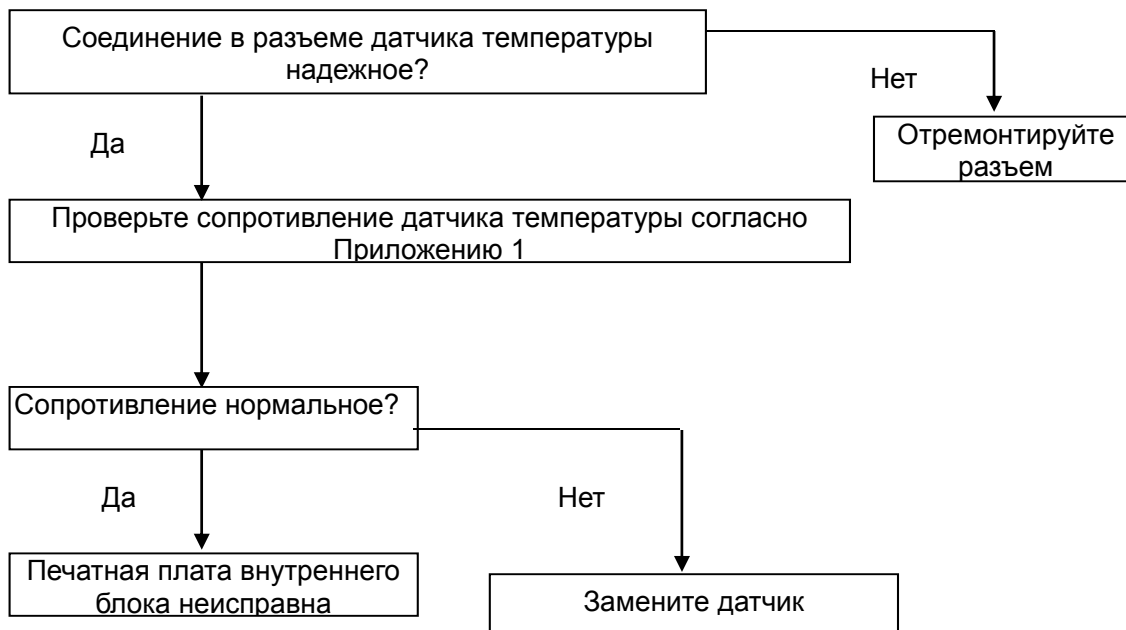 Соединение в разъеме датчика температуры
надежное?
Нет
Да
Отремонтируйте
разъем
Проверьте сопротивление датчика температуры согласно
Приложению 1
Сопротивление нормальное?
Да
Нет
Печатная плата внутреннего
блока неисправна
Замените датчик